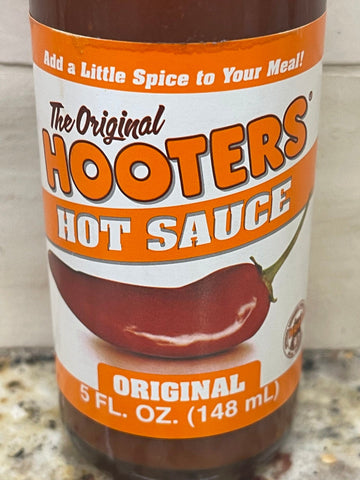 Add a Little Spice to Your Meal!
The Original
HOOTERS®
HOT SAUCE
ORIGINAL
5 FL. OZ. (148 mL)